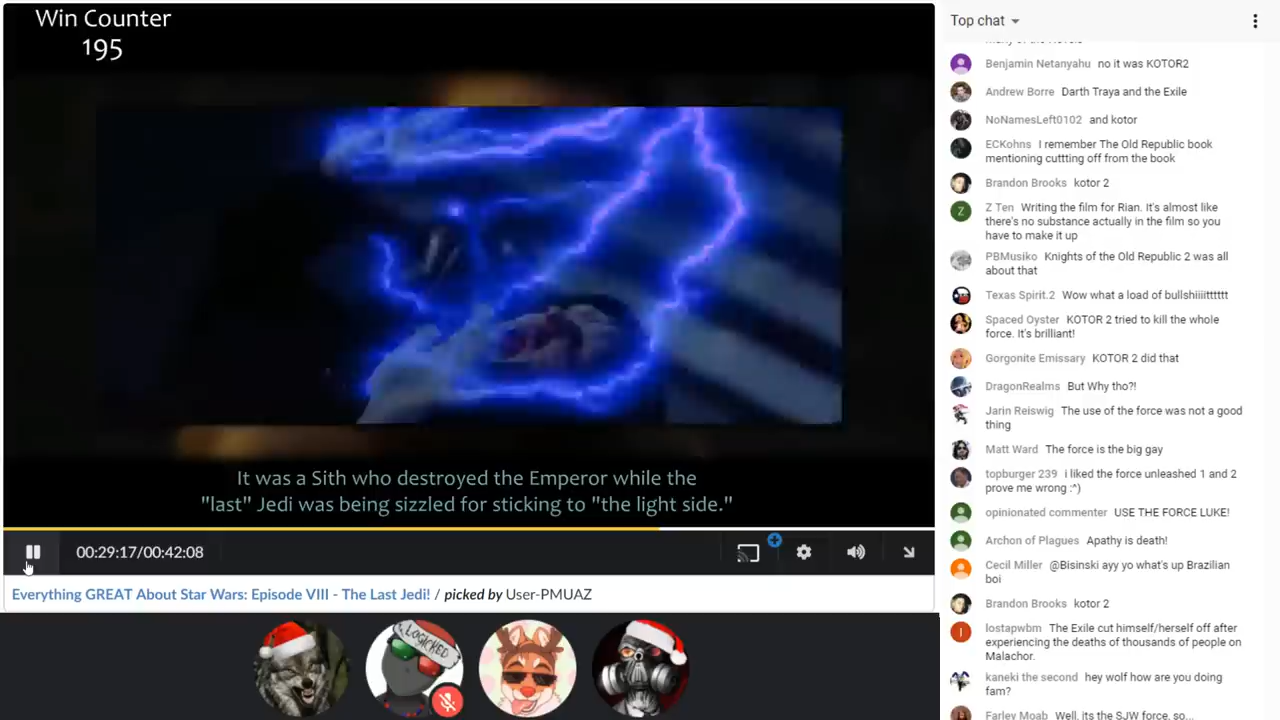 Win Counter
195
It was a Sith who destroyed the Emperor while the
"last" Jedi was being sizzled for sticking to "the light side."
00:29:17/00:42:08
Everything GREAT About Star Wars: Episode VIII - The Last Jedi! / picked by User-PMUAZ
LOGICKED
Top chat
Benjamin Netanyahu no it was KOTOR2
Andrew Borre Darth Traya and the Exile
NoNamesLeft0102 and kotor
ECKohns I remember The Old Republic book
mentioning cuttting off from the book
Brandon Brooks kotor 2
Z
Z Ten Writing the film for Rian. It's almost like
there's no substance actually in the film so you
have to make it up
PBMusiko Knights of the Old Republic 2 was all
about that
Texas Spirit.2 Wow what a load of bullshiiiitttttt
Spaced Oyster KOTOR 2 tried to kill the whole
force. It's brilliant!
Gorgonite Emissary KOTOR 2 did that
DragonRealms But Why tho?!
Jarin Reiswig The use of the force was not a good
thing
Matt Ward The force is the big gay
topburger 239 i liked the force unleashed 1 and 2
prove me wrong :^)
opinionated commenter USE THE FORCE LUKE!
Archon of Plagues Apathy is death!
Cecil Miller @Bisinski ayy yo what's up Brazilian
boi
Brandon Brooks kotor 2
l
lostapwbm The Exile cut himself/herself off after
experiencing the deaths of thousands of people on
Malachor.
kaneki the second hey wolf how are you doing
fam?
Farley Moab Well, its the SJW force, so...